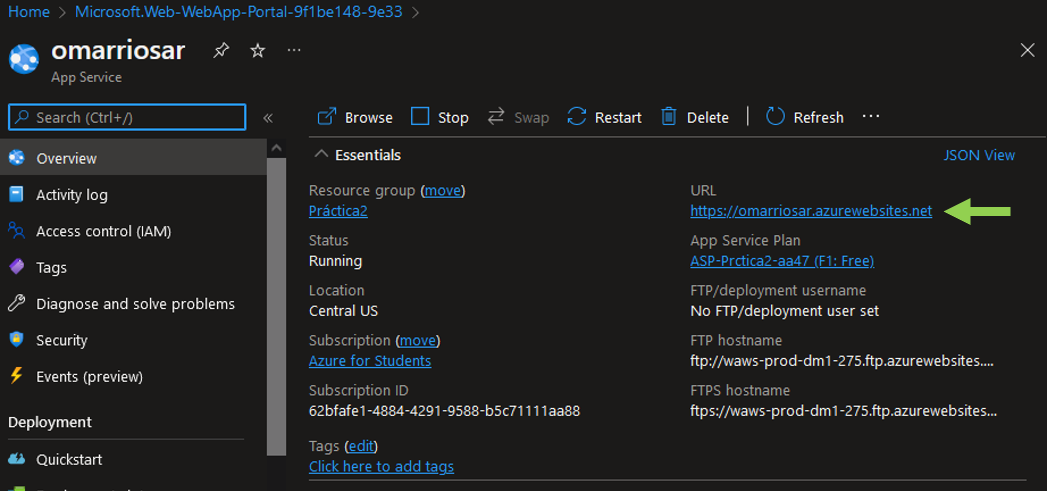 Home > Microsoft.Web-WebApp-Portal-9f1be148-9e33 >
omarriosar
App Service
Search (Ctrl+/)
«
Overview
Activity log
Access control (IAM)
Tags
Diagnose and solve problems
Security
Events (preview)
Deployment
Quickstart
Browse Stop Swap Restart Delete | Refresh ...
Essentials JSON View
Resource group (move)
Práctica2
Status
Running
Location
Central US
Subscription (move)
Azure for Students
Subscription ID
62bfafe1-4884-4291-9588-b5c71111aa88
Tags (edit)
Click here to add tags
URL
https://omarriosar.azurewebsites.net
App Service Plan
ASP-Prctica2-aa47 (F1: Free)
FTP/deployment username
No FTP/deployment user set
FTP hostname
ftp://waws-prod-dm1-275.ftp.azurewebsites....
FTPS hostname
ftps://waws-prod-dm1-275.ftp.azurewebsites...